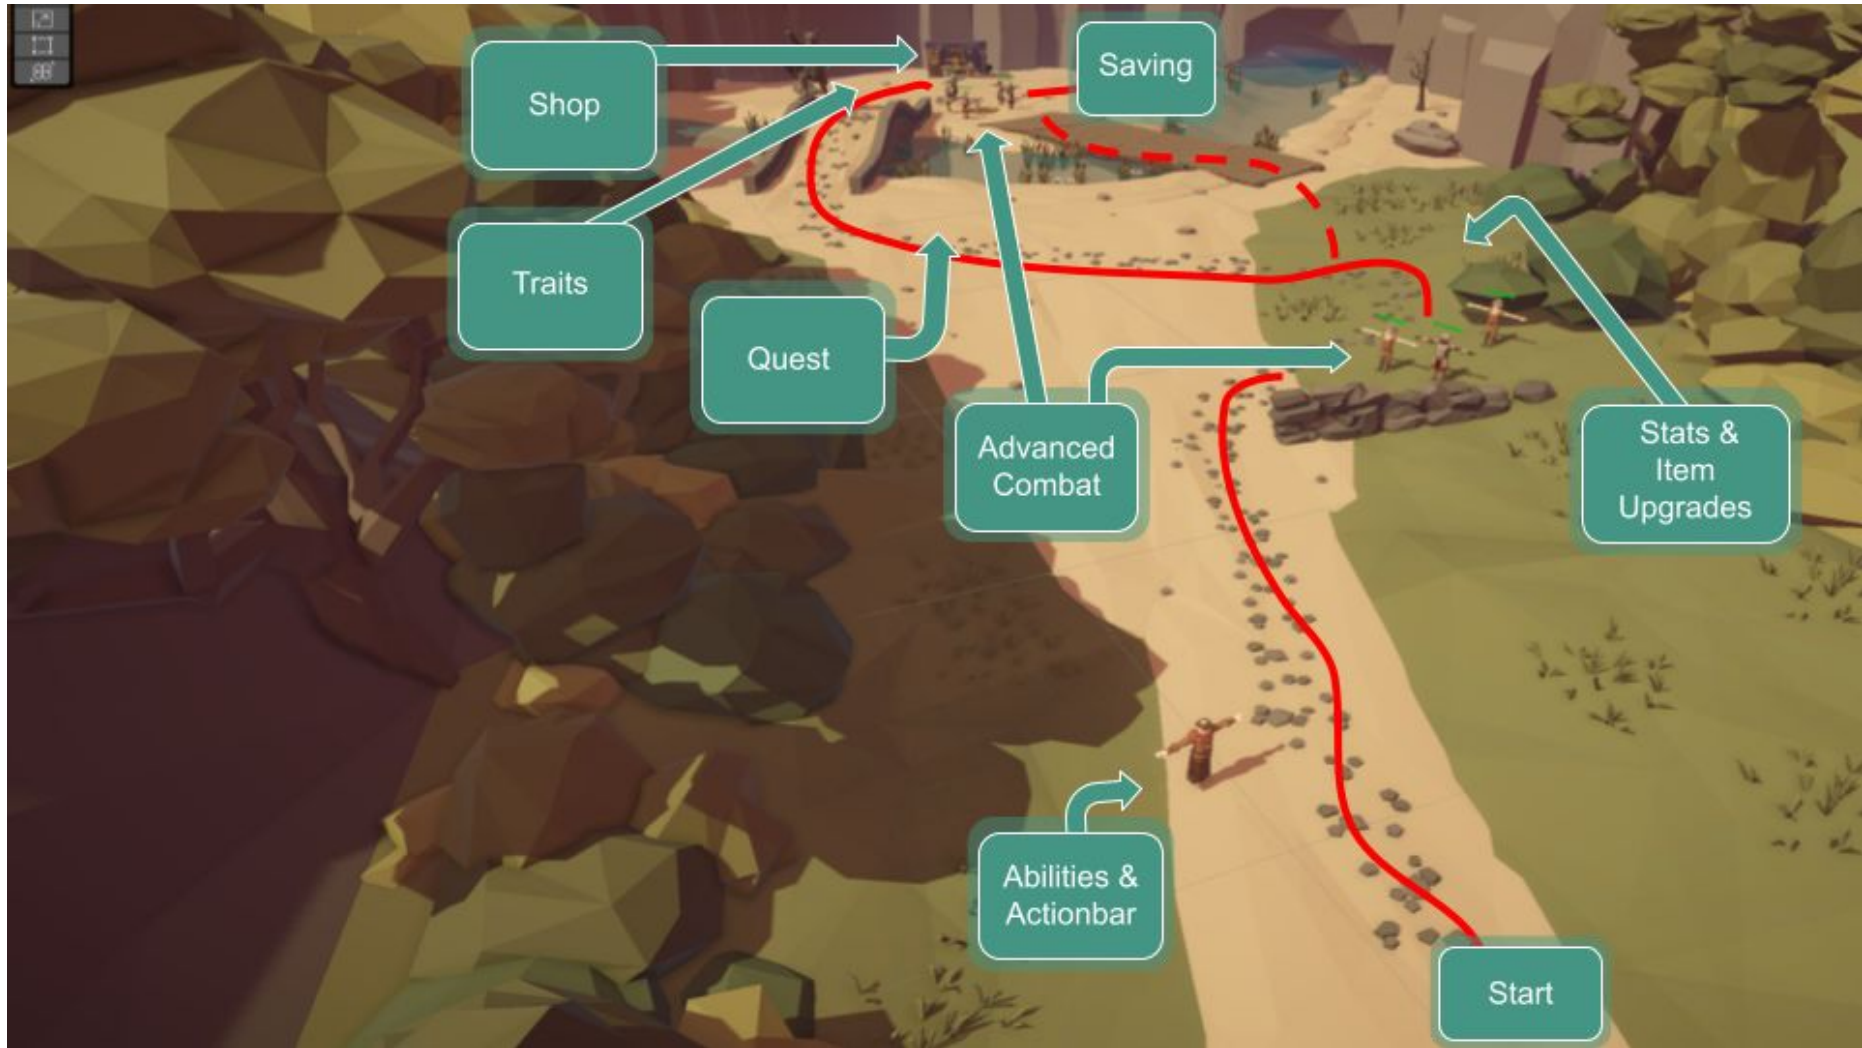 Shop
Saving
Traits
Quest
Advanced
Combat
Stats &
Item
Upgrades
Abilities &
Actionbar
Start